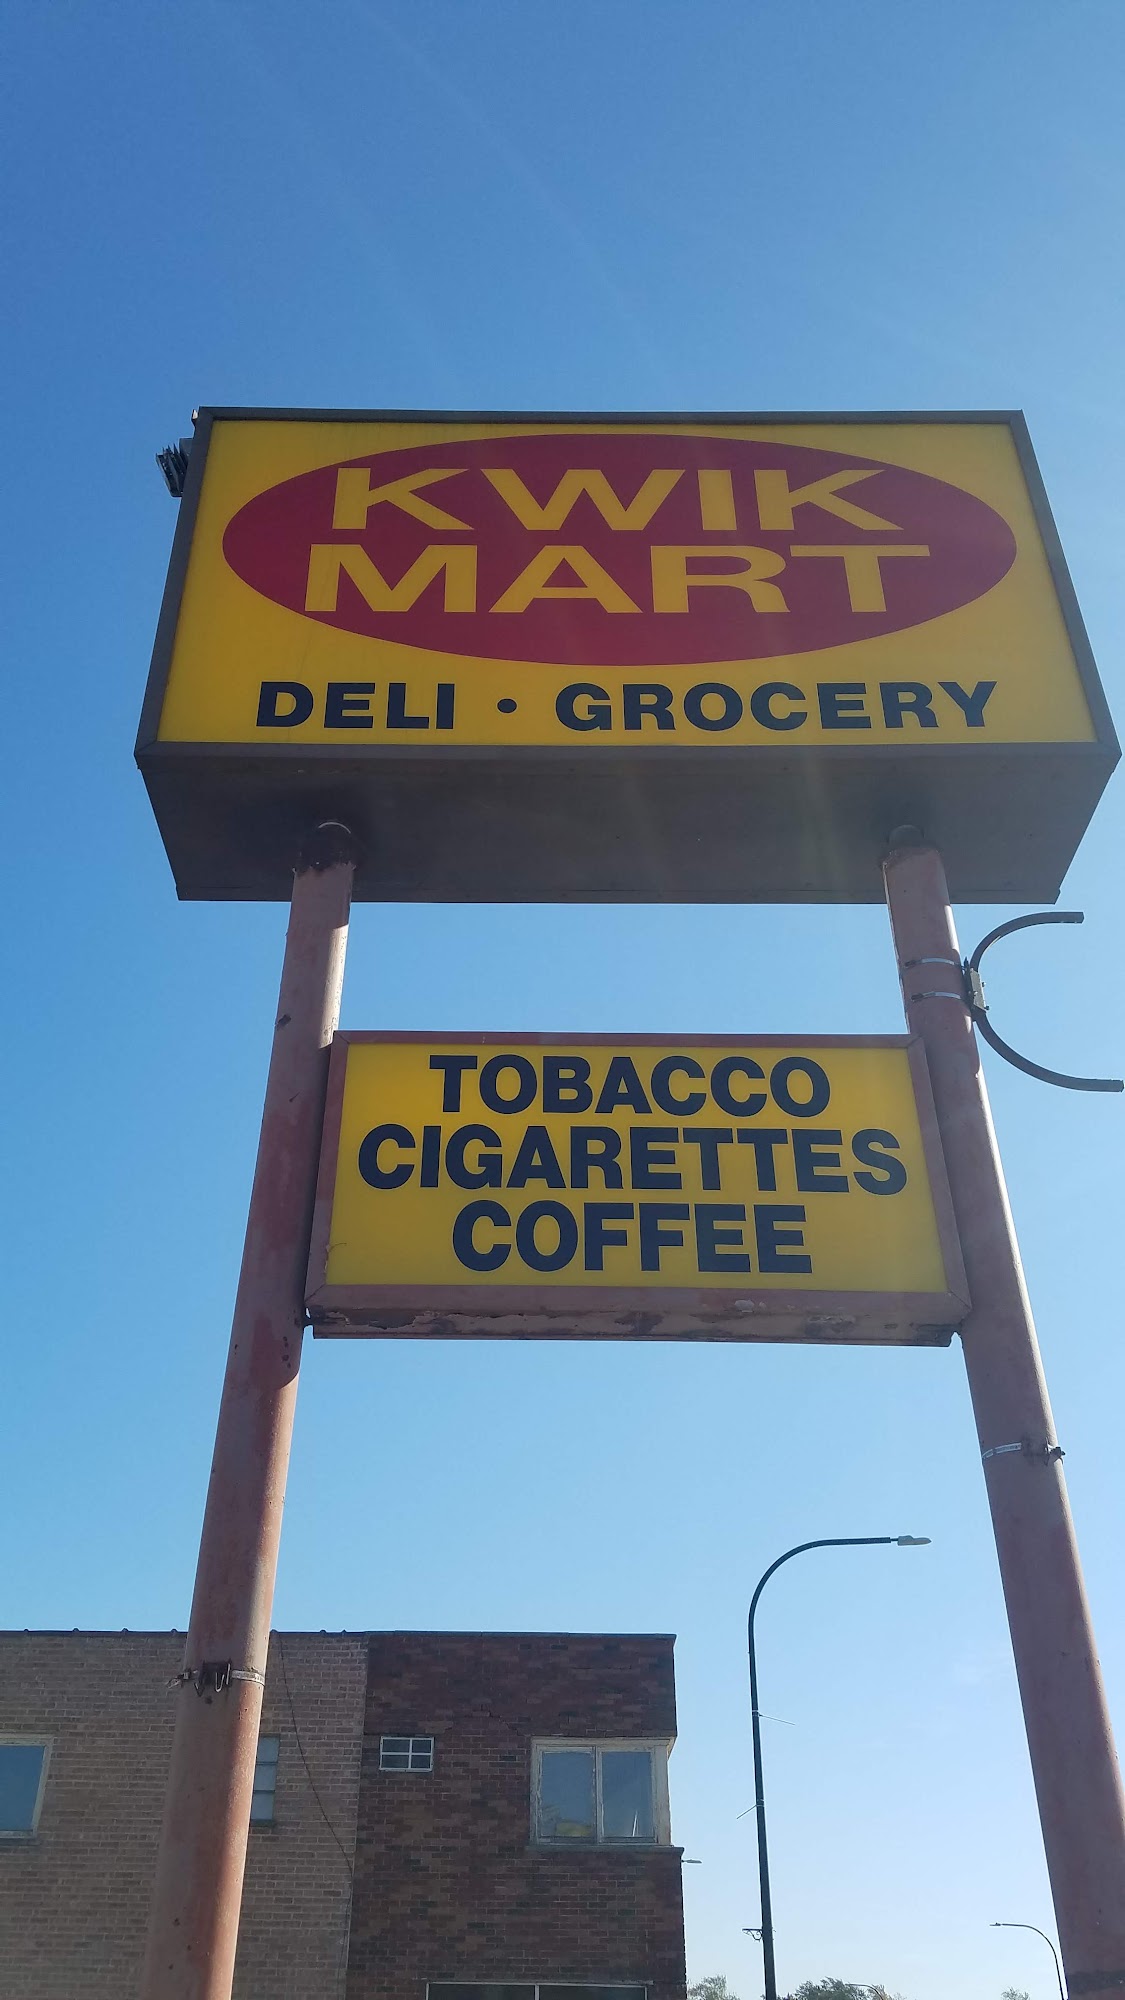 KWIK
MART
DELI • GROCERY
TOBACCO
CIGARETTES
COFFEE